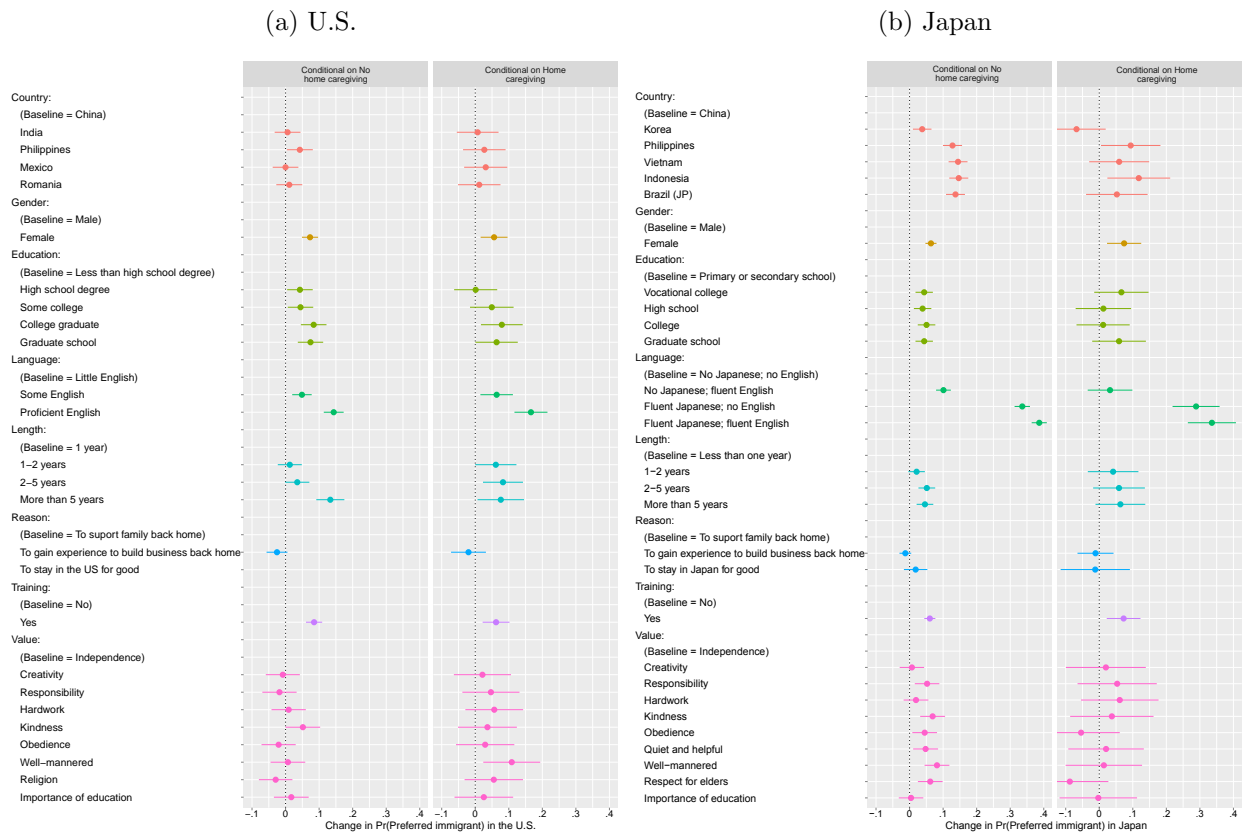 (a) U.S.
Conditional on No
home caregiving
Conditional on Home
caregiving
Country:
(Baseline = China)
India
Philippines
Mexico
Romania
Gender:
(Baseline = Male)
Female
Education:
(Baseline = Less than high school degree)
High school degree
Some college
College graduate
Graduate school
Language:
(Baseline = Little English)
Some English
Proficient English
Length:
(Baseline = 1 year)
1−2 years
2−5 years
More than 5 years
Reason:
(Baseline = To suport family back home)
To gain experience to build business back home
To stay in the US for good
Training:
(Baseline = No)
Yes
Value:
(Baseline = Independence)
Creativity
Responsibility
Hardwork
Kindness
Obedience
Well−mannered
Religion
Importance of education
−.1 0 .1 .2 .3 .4 −.1 0 .1 .2 .3 .4
Change in Pr(Preferred immigrant) in the U.S.
(b) Japan
Conditional on No
home caregiving
Conditional on Home
caregiving
Country:
(Baseline = China)
Korea
Philippines
Vietnam
Indonesia
Brazil (JP)
Gender:
(Baseline = Male)
Female
Education:
(Baseline = Primary or secondary school)
Vocational college
High school
College
Graduate school
Language:
(Baseline = No Japanese; no English)
No Japanese; fluent English
Fluent Japanese; no English
Fluent Japanese; fluent English
Length:
(Baseline = Less than one year)
1−2 years
2−5 years
More than 5 years
Reason:
(Baseline = To suport family back home)
To gain experience to build business back home
To stay in Japan for good
Training:
(Baseline = No)
Yes
Value:
(Baseline = Independence)
Creativity
Responsibility
Hardwork
Kindness
Obedience
Quiet and helpful
Well−mannered
Respect for elders
Importance of education
−.1 0 .1 .2 .3 .4 −.1 0 .1 .2 .3 .4
Change in Pr(Preferred immigrant) in Japan